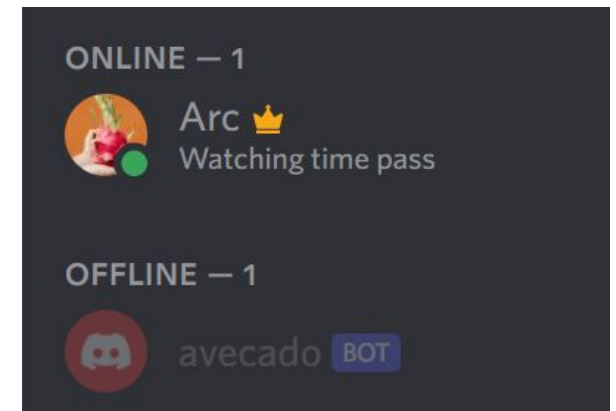 ONLINE — 1
Arc
Watching time pass
OFFLINE — 1
avecado BOT